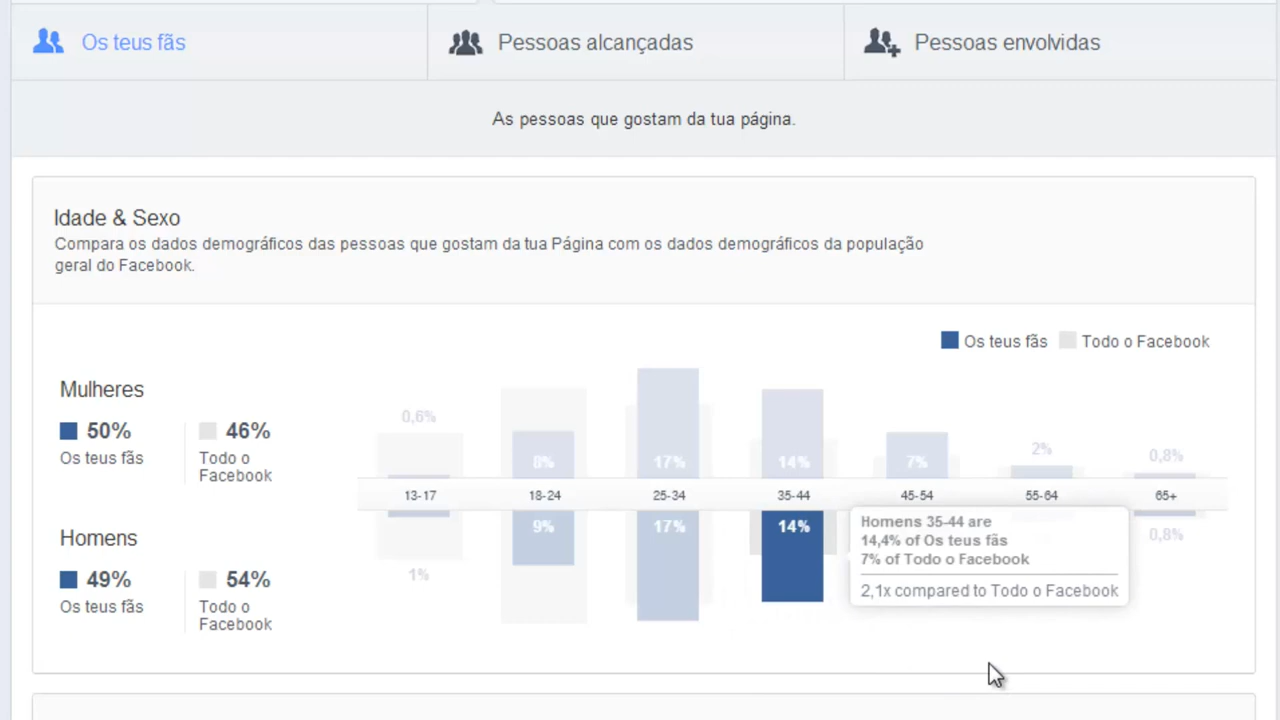 Os teus fãs
Pessoas alcançadas
Pessoas envolvidas
As pessoas que gostam da tua página.
Idade & Sexo
Compara os dados demográficos das pessoas que gostam da tua Página com os dados demográficos da população
geral do Facebook.
Os teus fãs
Todo o Facebook
Mulheres
50%
Os teus fãs
46%
Todo o
Facebook
0,6%
8%
17%
14%
7%
2%
0,8%
13-17
18-24
25-34
35-44
45-54
55-64
65+
Homens
49%
Os teus fãs
54%
Todo o
Facebook
1%
9%
17%
14%
0,8%
Homens 35-44 are
14,4% of Os teus fãs
7% of Todo o Facebook
2,1x compared to Todo o Facebook